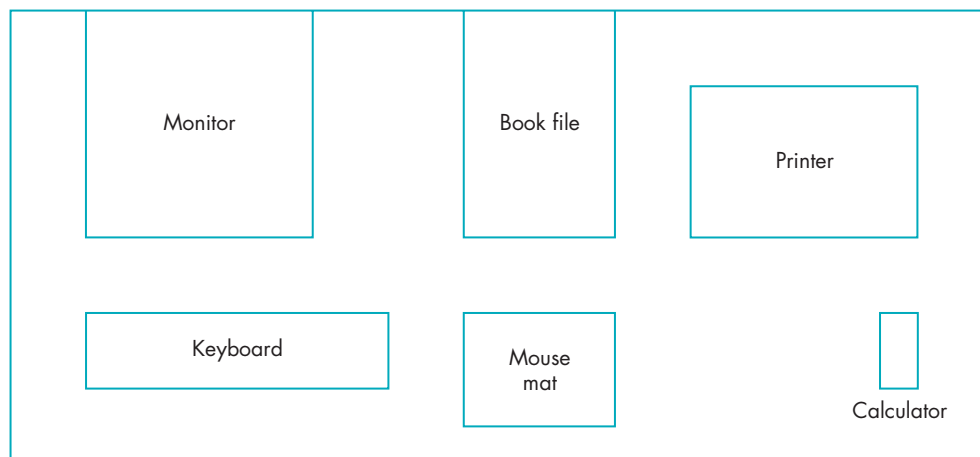 Monitor
Book file
Printer
Keyboard
Mouse
mat
Calculator